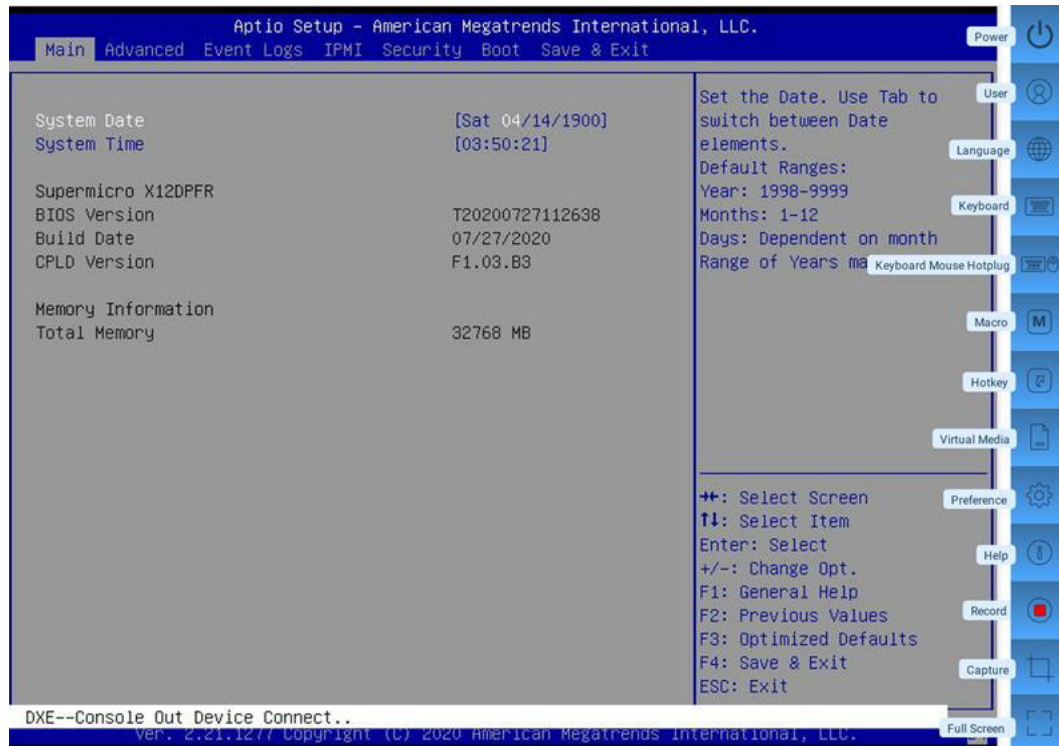 Aptio Setup – American Megatrends International, LLC.
Main Advanced Event Logs IPMI Security Boot Save & Exit
System Date [Sat 04/14/1900]
System Time [03:50:21]
Supermicro X12DPFR
BIOS Version T20200727112638
Build Date 07/27/2020
CPLD Version F1.03.B3
Memory Information
Total Memory 32768 MB
Set the Date. Use Tab to
switch between Date
elements.
Default Ranges:
Year: 1998-9999
Months: 1-12
Days: Dependent on month
Range of Years
→←: Select Screen
↑↓: Select Item
Enter: Select
+/-: Change Opt.
F1: General Help
F2: Previous Values
F3: Optimized Defaults
F4: Save & Exit
ESC: Exit
DXE--Console Out Device Connect..
Ver. 2.21.1277 Copyright (C) 2020 American Megatrends International, LLC.
Power
User
Language
Keyboard
Keyboard Mouse Hotplug
Macro
M
Hotkey
Virtual Media
Preference
Help
Record
Capture
Full Screen